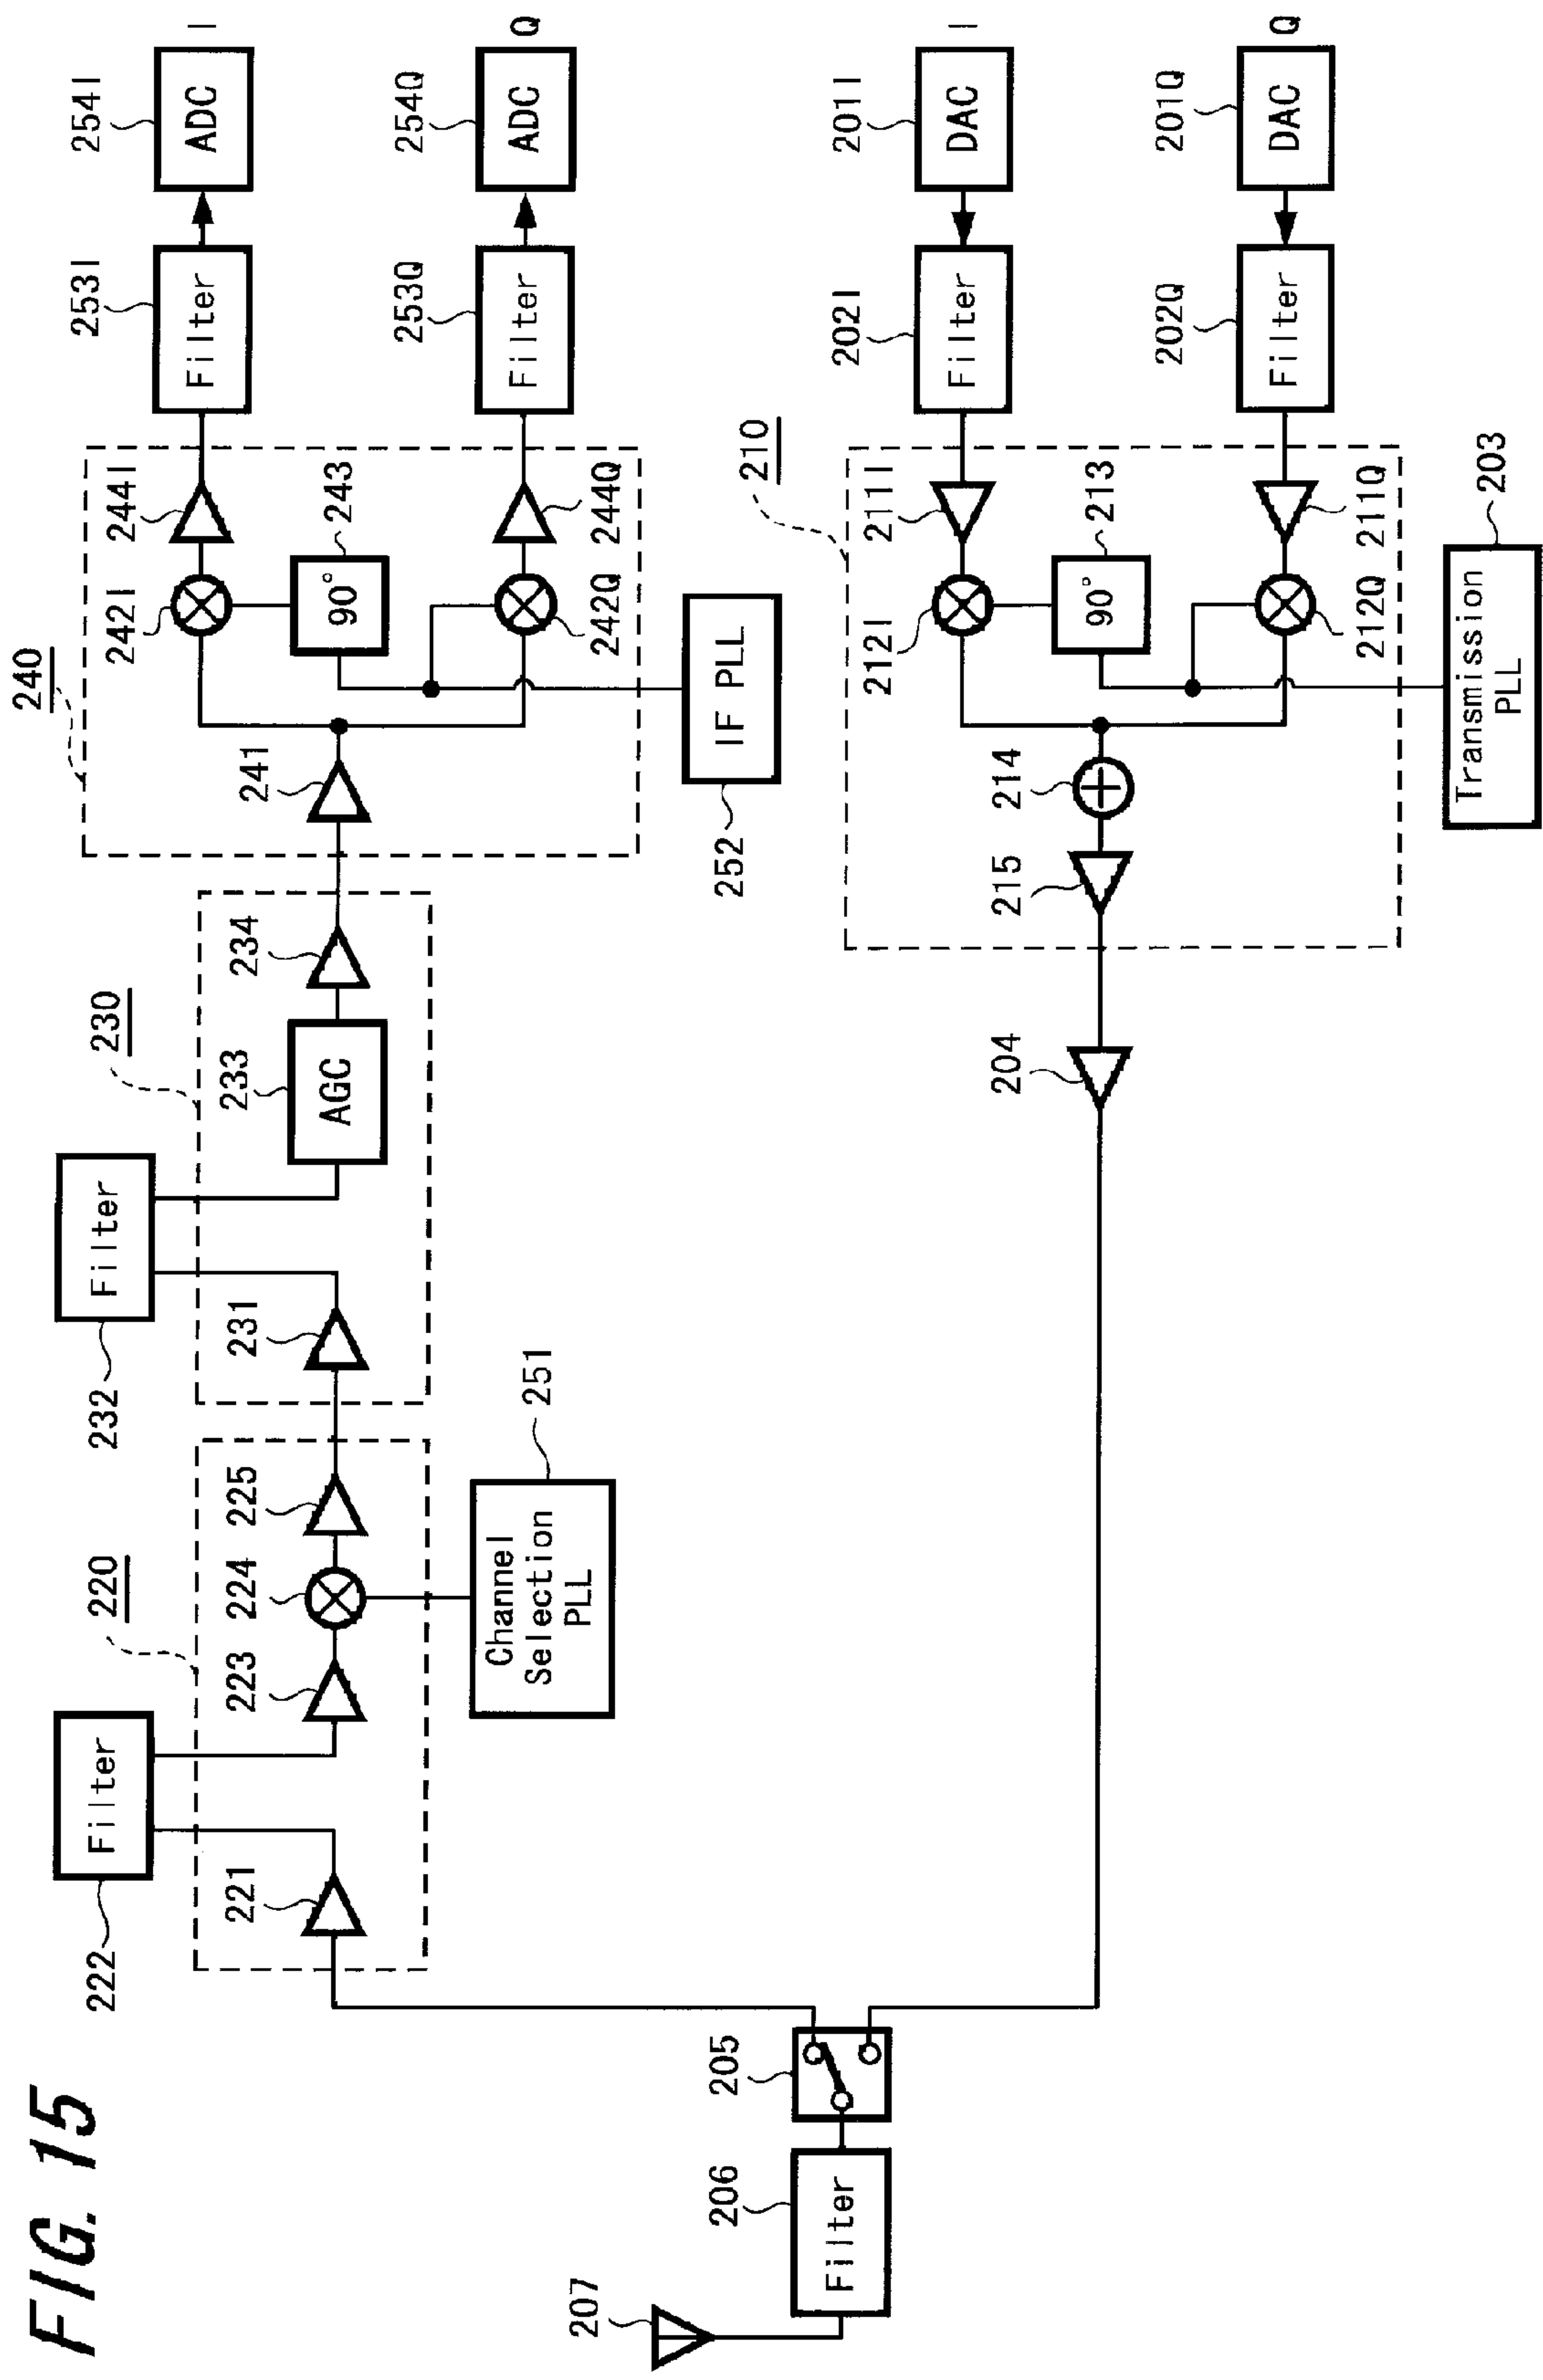 FIG. 15
222
Filter
220
221
223
224
225
Channel
Selection
PLL
251
232
Filter
230
231
233
AGC
234
240
241
242I
244I
90°
243
242Q
244Q
IF PLL
252
253I
Filter
254I
ADC
I
253Q
Filter
254Q
ADC
Q
207
206
Filter
205
204
210
215
214
212I
211I
90°
213
212Q
211Q
Transmission
PLL
203
202I
Filter
201I
DAC
I
202Q
Filter
201Q
DAC
Q